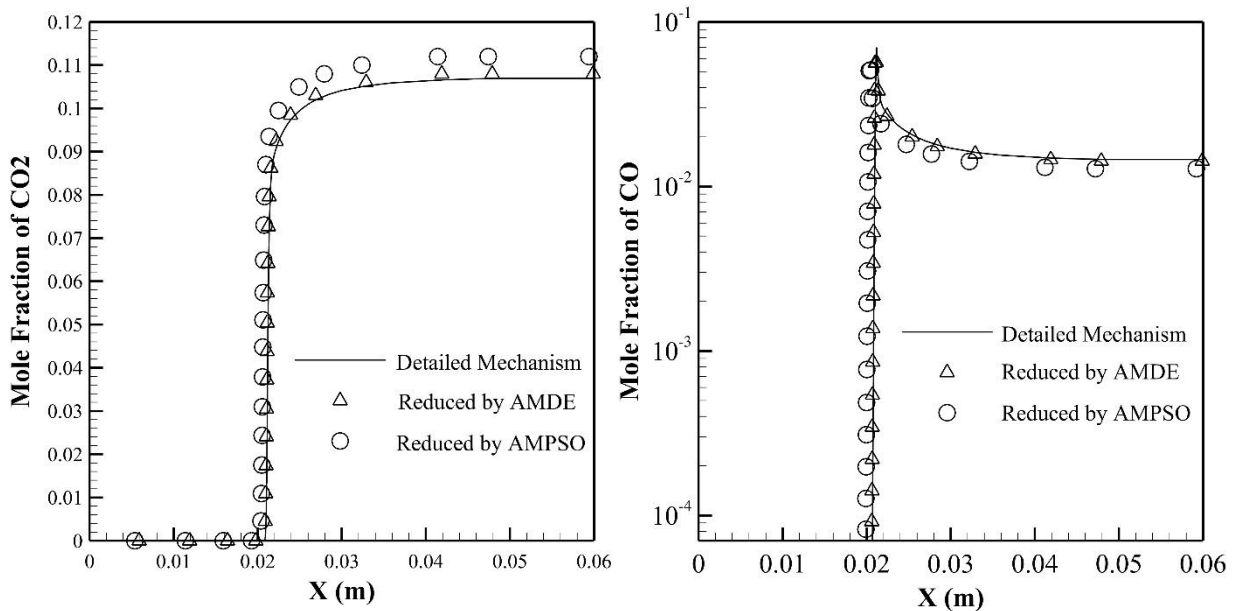 0.12
0.11
0.1
0.09
0.08
0.07
0.06
0.05
0.04
0.03
0.02
0.01
0
Mole Fraction of CO2
Detailed Mechanism
Reduced by AMDE
Reduced by AMPSO
0 0.01 0.02 0.03 0.04 0.05 0.06
X (m)
10-1
10-2
10-3
10-4
Mole Fraction of CO
Detailed Mechanism
Reduced by AMDE
Reduced by AMPSO
0 0.01 0.02 0.03 0.04 0.05 0.06
X (m)